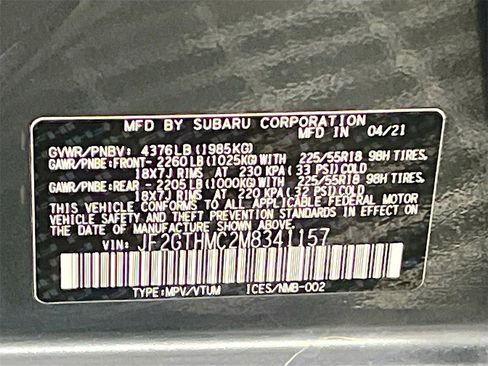 MFD BY SUBARU CORPORATION
MFD IN 04/21
GVWR/PNBV: 4376LB (1985KG)
GAWR/PNBE: FRONT- 2260LB (1025KG) WITH 225/55R18 98H TIRES,
18X7J RIMS AT 230 KPA (33 PSI) COLD
GAWR/PNBE: REAR - 2205LB (1000KG) WITH 225/55R18 98H TIRES,
18X7J RIMS AT 220 KPA (32 PSI) COLD
THIS VEHICLE CONFORMS TO ALL APPLICABLE FEDERAL MOTOR
VEHICLE SAFETY AND THEFT PREVENTION STANDARDS IN EFFECT
ON THE DATE OF MANUFACTURE SHOWN ABOVE.
VIN: JF2GTHMC2M8341157
TYPE:MPV/VTUM ICES/NMB-002